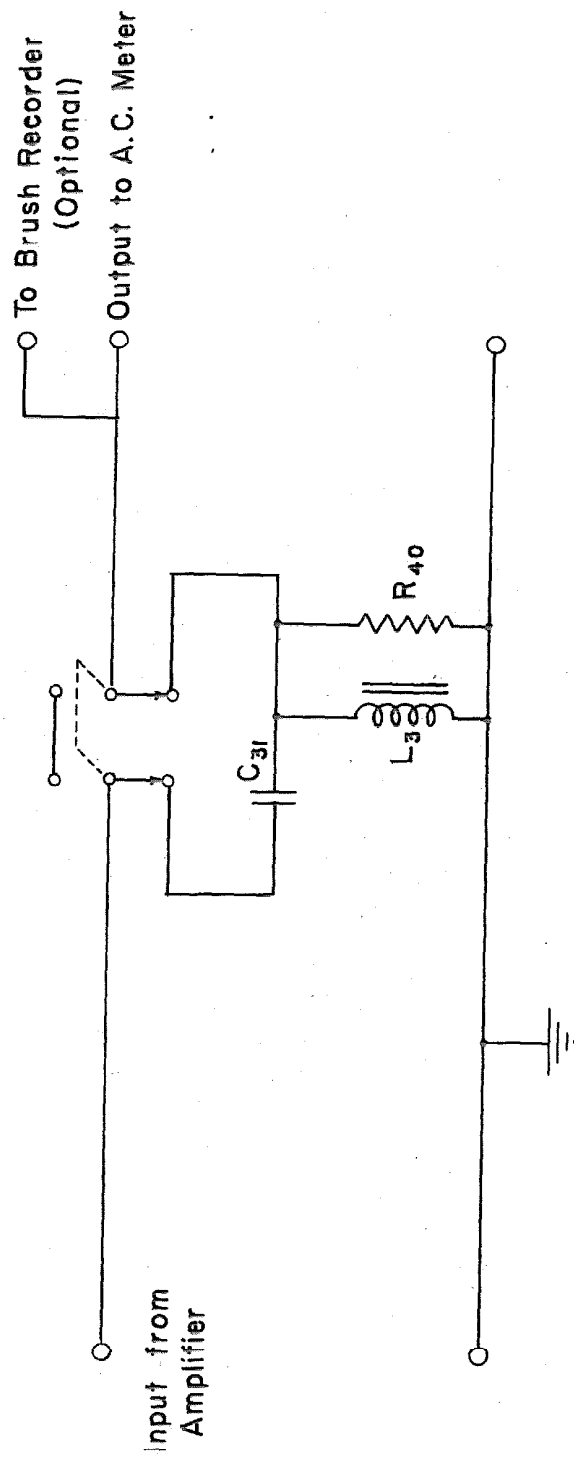 To Brush Recorder
(Optional)
Output to A.C. Meter
C31
L3
R40
Input from
Amplifier